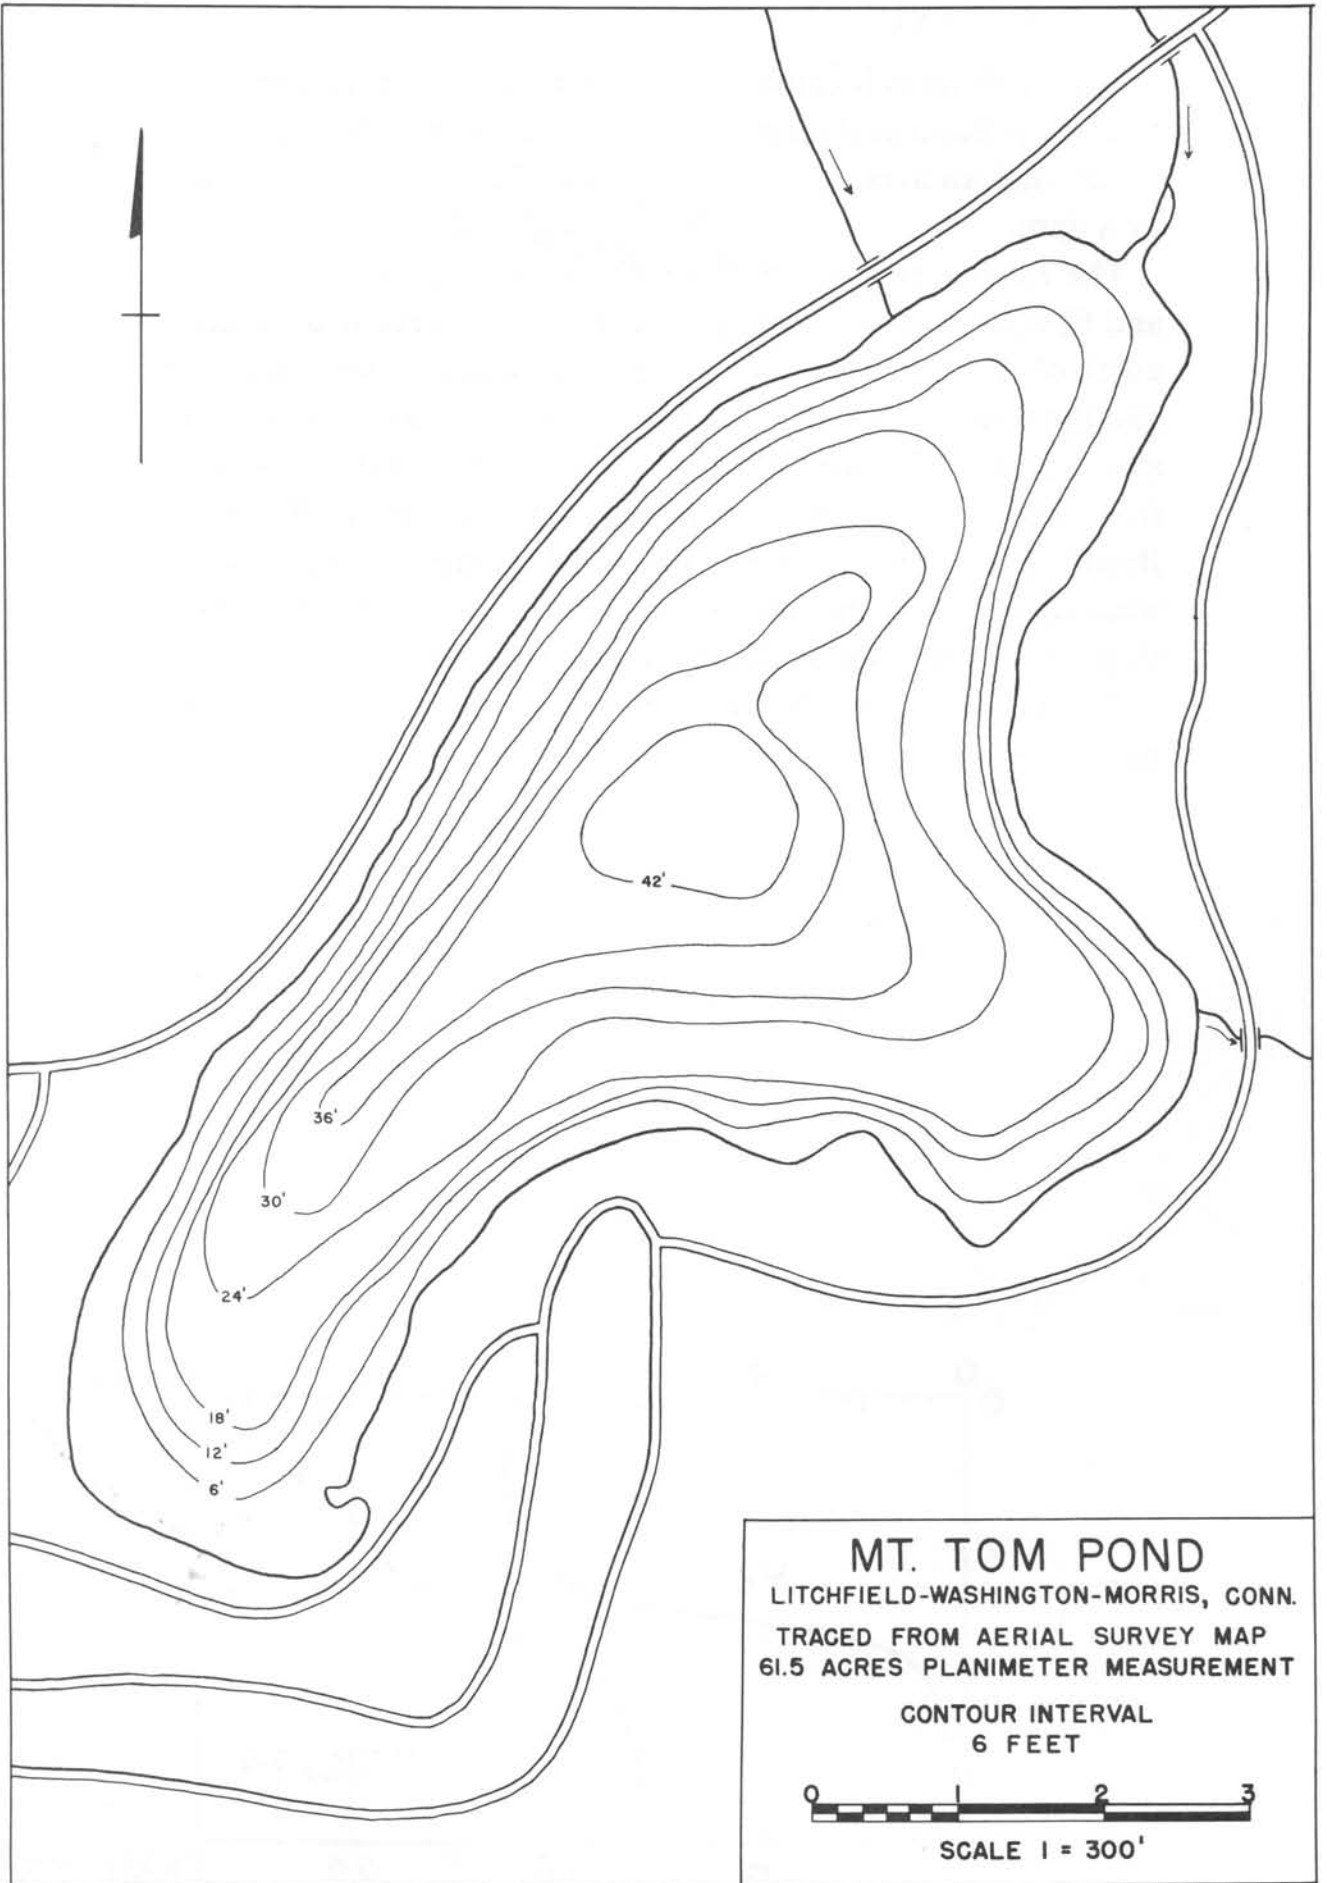 42'
36'
30'
24'
18'
12'
6'
MT. TOM POND
LITCHFIELD-WASHINGTON-MORRIS, CONN.
TRACED FROM AERIAL SURVEY MAP
61.5 ACRES PLANIMETER MEASUREMENT
CONTOUR INTERVAL
6 FEET
0 1 2 3
SCALE 1 = 300'